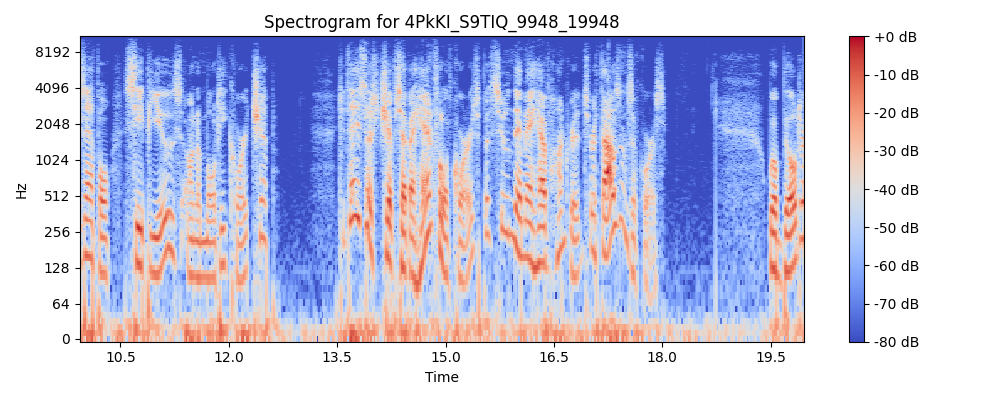 Spectrogram for 4PkKI_S9TIQ_9948_19948
8192
4096
2048
1024
512
256
128
64
0
Hz
10.5 12.0 13.5 15.0 16.5 18.0 19.5
Time
+0 dB
-10 dB
-20 dB
-30 dB
-40 dB
-50 dB
-60 dB
-70 dB
-80 dB